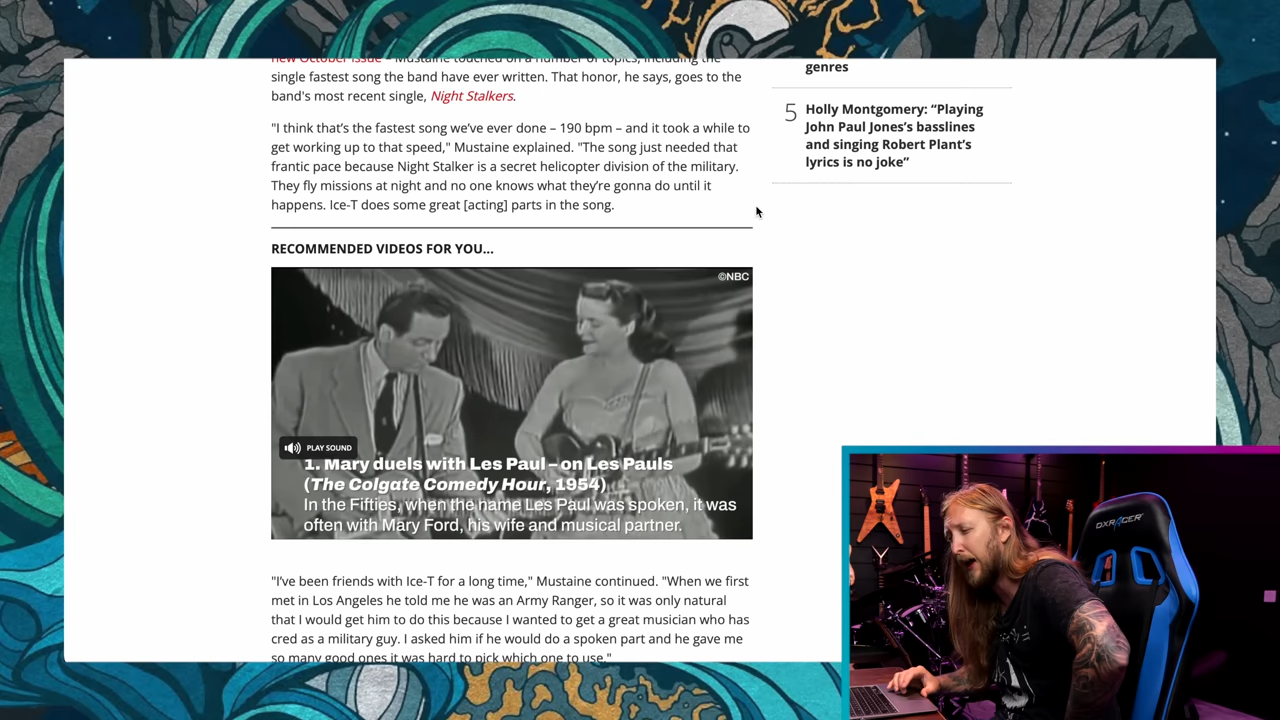 new October issue – Mustaine touched on a number of topics, including the
single fastest song the band have ever written. That honor, he says, goes to the
band's most recent single, Night Stalkers.
"I think that’s the fastest song we’ve ever done – 190 bpm – and it took a while to
get working up to that speed," Mustaine explained. "The song just needed that
frantic pace because Night Stalker is a secret helicopter division of the military.
They fly missions at night and no one knows what they’re gonna do until it
happens. Ice-T does some great [acting] parts in the song.
RECOMMENDED VIDEOS FOR YOU...
©NBC
PLAY SOUND
1. Mary duels with Les Paul – on Les Pauls
(The Colgate Comedy Hour, 1954)
In the Fifties, when the name Les Paul was spoken, it was
often with Mary Ford, his wife and musical partner.
"I’ve been friends with Ice-T for a long time," Mustaine continued. "When we first
met in Los Angeles he told me he was an Army Ranger, so it was only natural
that I would get him to do this because I wanted to get a great musician who has
cred as a military guy. I asked him if he would do a spoken part and he gave me
so many good ones it was hard to pick which one to use."
genres
5
Holly Montgomery: “Playing
John Paul Jones’s basslines
and singing Robert Plant’s
lyrics is no joke”
DXRACER